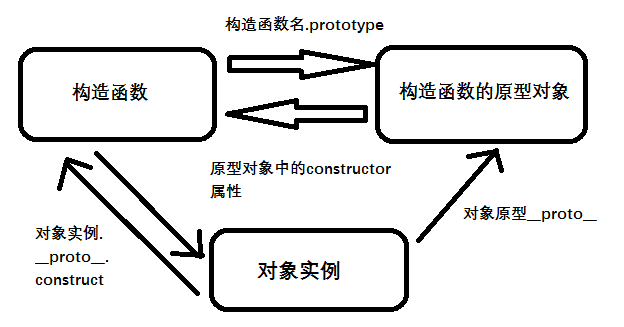 构造函数名.prototype
构造函数
构造函数的原型对象
原型对象中的constructor
属性
对象原型__proto__
对象实例.
__proto__.
construct
对象实例